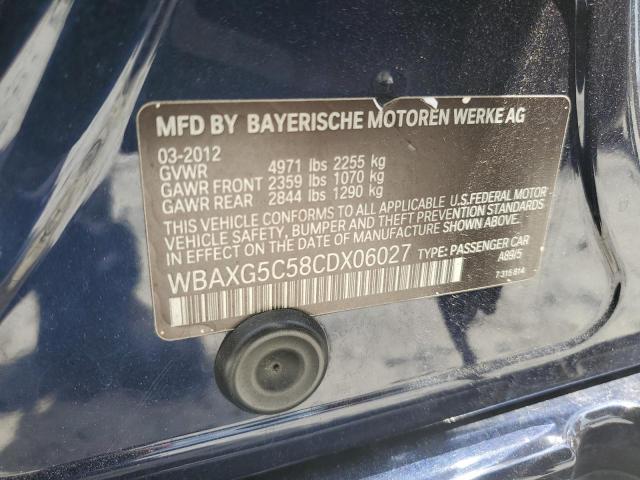 MFD BY BAYERISCHE MOTOREN WERKE AG
03-2012
GVWR 4971 lbs 2255 kg
GAWR FRONT 2359 lbs 1070 kg
GAWR REAR 2844 lbs 1290 kg
THIS VEHICLE CONFORMS TO ALL APPLICABLE U.S.FEDERAL MOTOR -
VEHICLE SAFETY, BUMPER AND THEFT PREVENTION STANDARDS
IN EFFECT ON THE DATE OF MANUFACTURE SHOWN ABOVE.
WBAXG5C58CDX06027 TYPE: PASSENGER CAR
A89/5
7 315 814